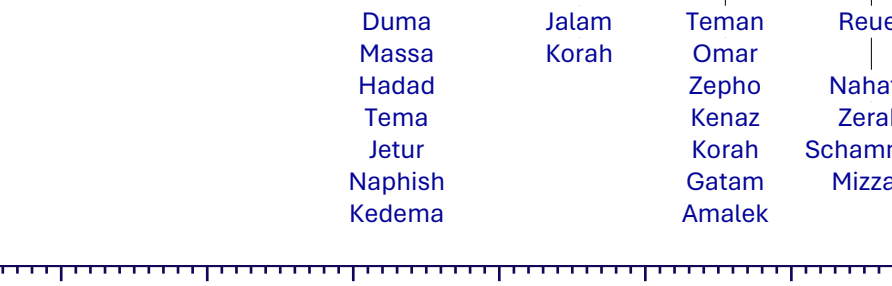 Duma Jalam Teman
Massa Korah Omar
Hadad Zepho
Tema Kenaz
Jetur Korah
Naphish Gatam
Kedema Amalek